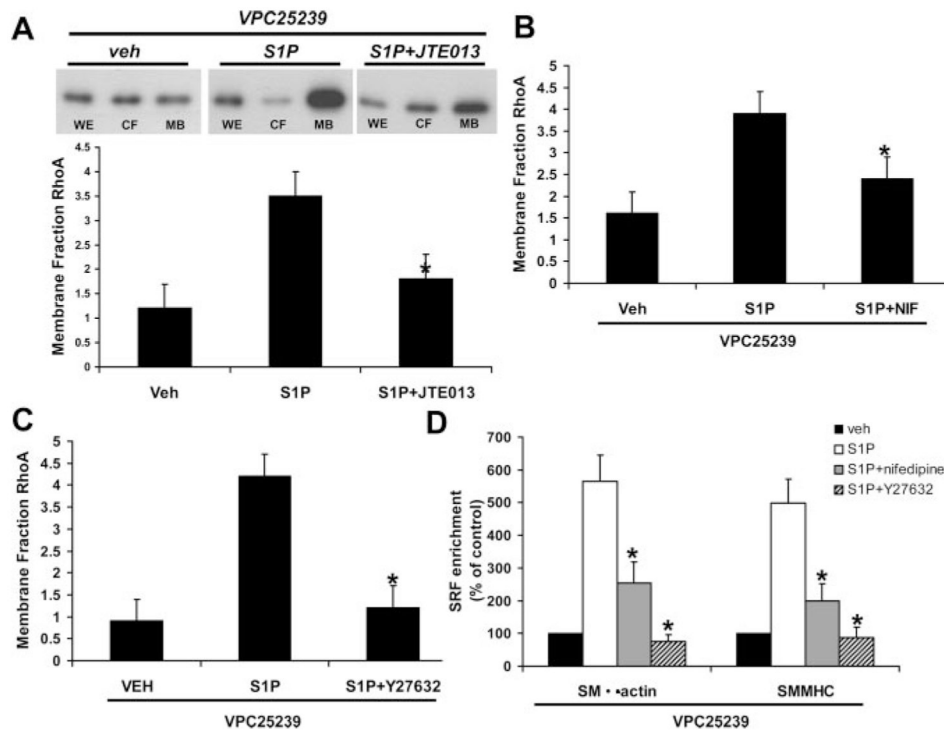 A
VPC25239
veh S1P S1P+JTE013
WE CF MB WE CF MB WE CF MB
Membrane Fraction RhoA
4.5
4
3.5
3
2.5
2
1.5
1
0.5
0
*
Veh S1P S1P+JTE013
B
Membrane Fraction RhoA
5
4.5
4
3.5
3
2.5
2
1.5
1
0.5
0
*
Veh S1P S1P+NIF
VPC25239
C
Membrane Fraction RhoA
5
4.5
4
3.5
3
2.5
2
1.5
1
0.5
0
*
VEH S1P S1P+Y27632
VPC25239
D
veh
S1P
S1P+nifedipine
S1P+Y27632
SRF enrichment
(% of control)
700
600
500
400
300
200
100
0
* * * *
SM · ·actin SMMHC
VPC25239